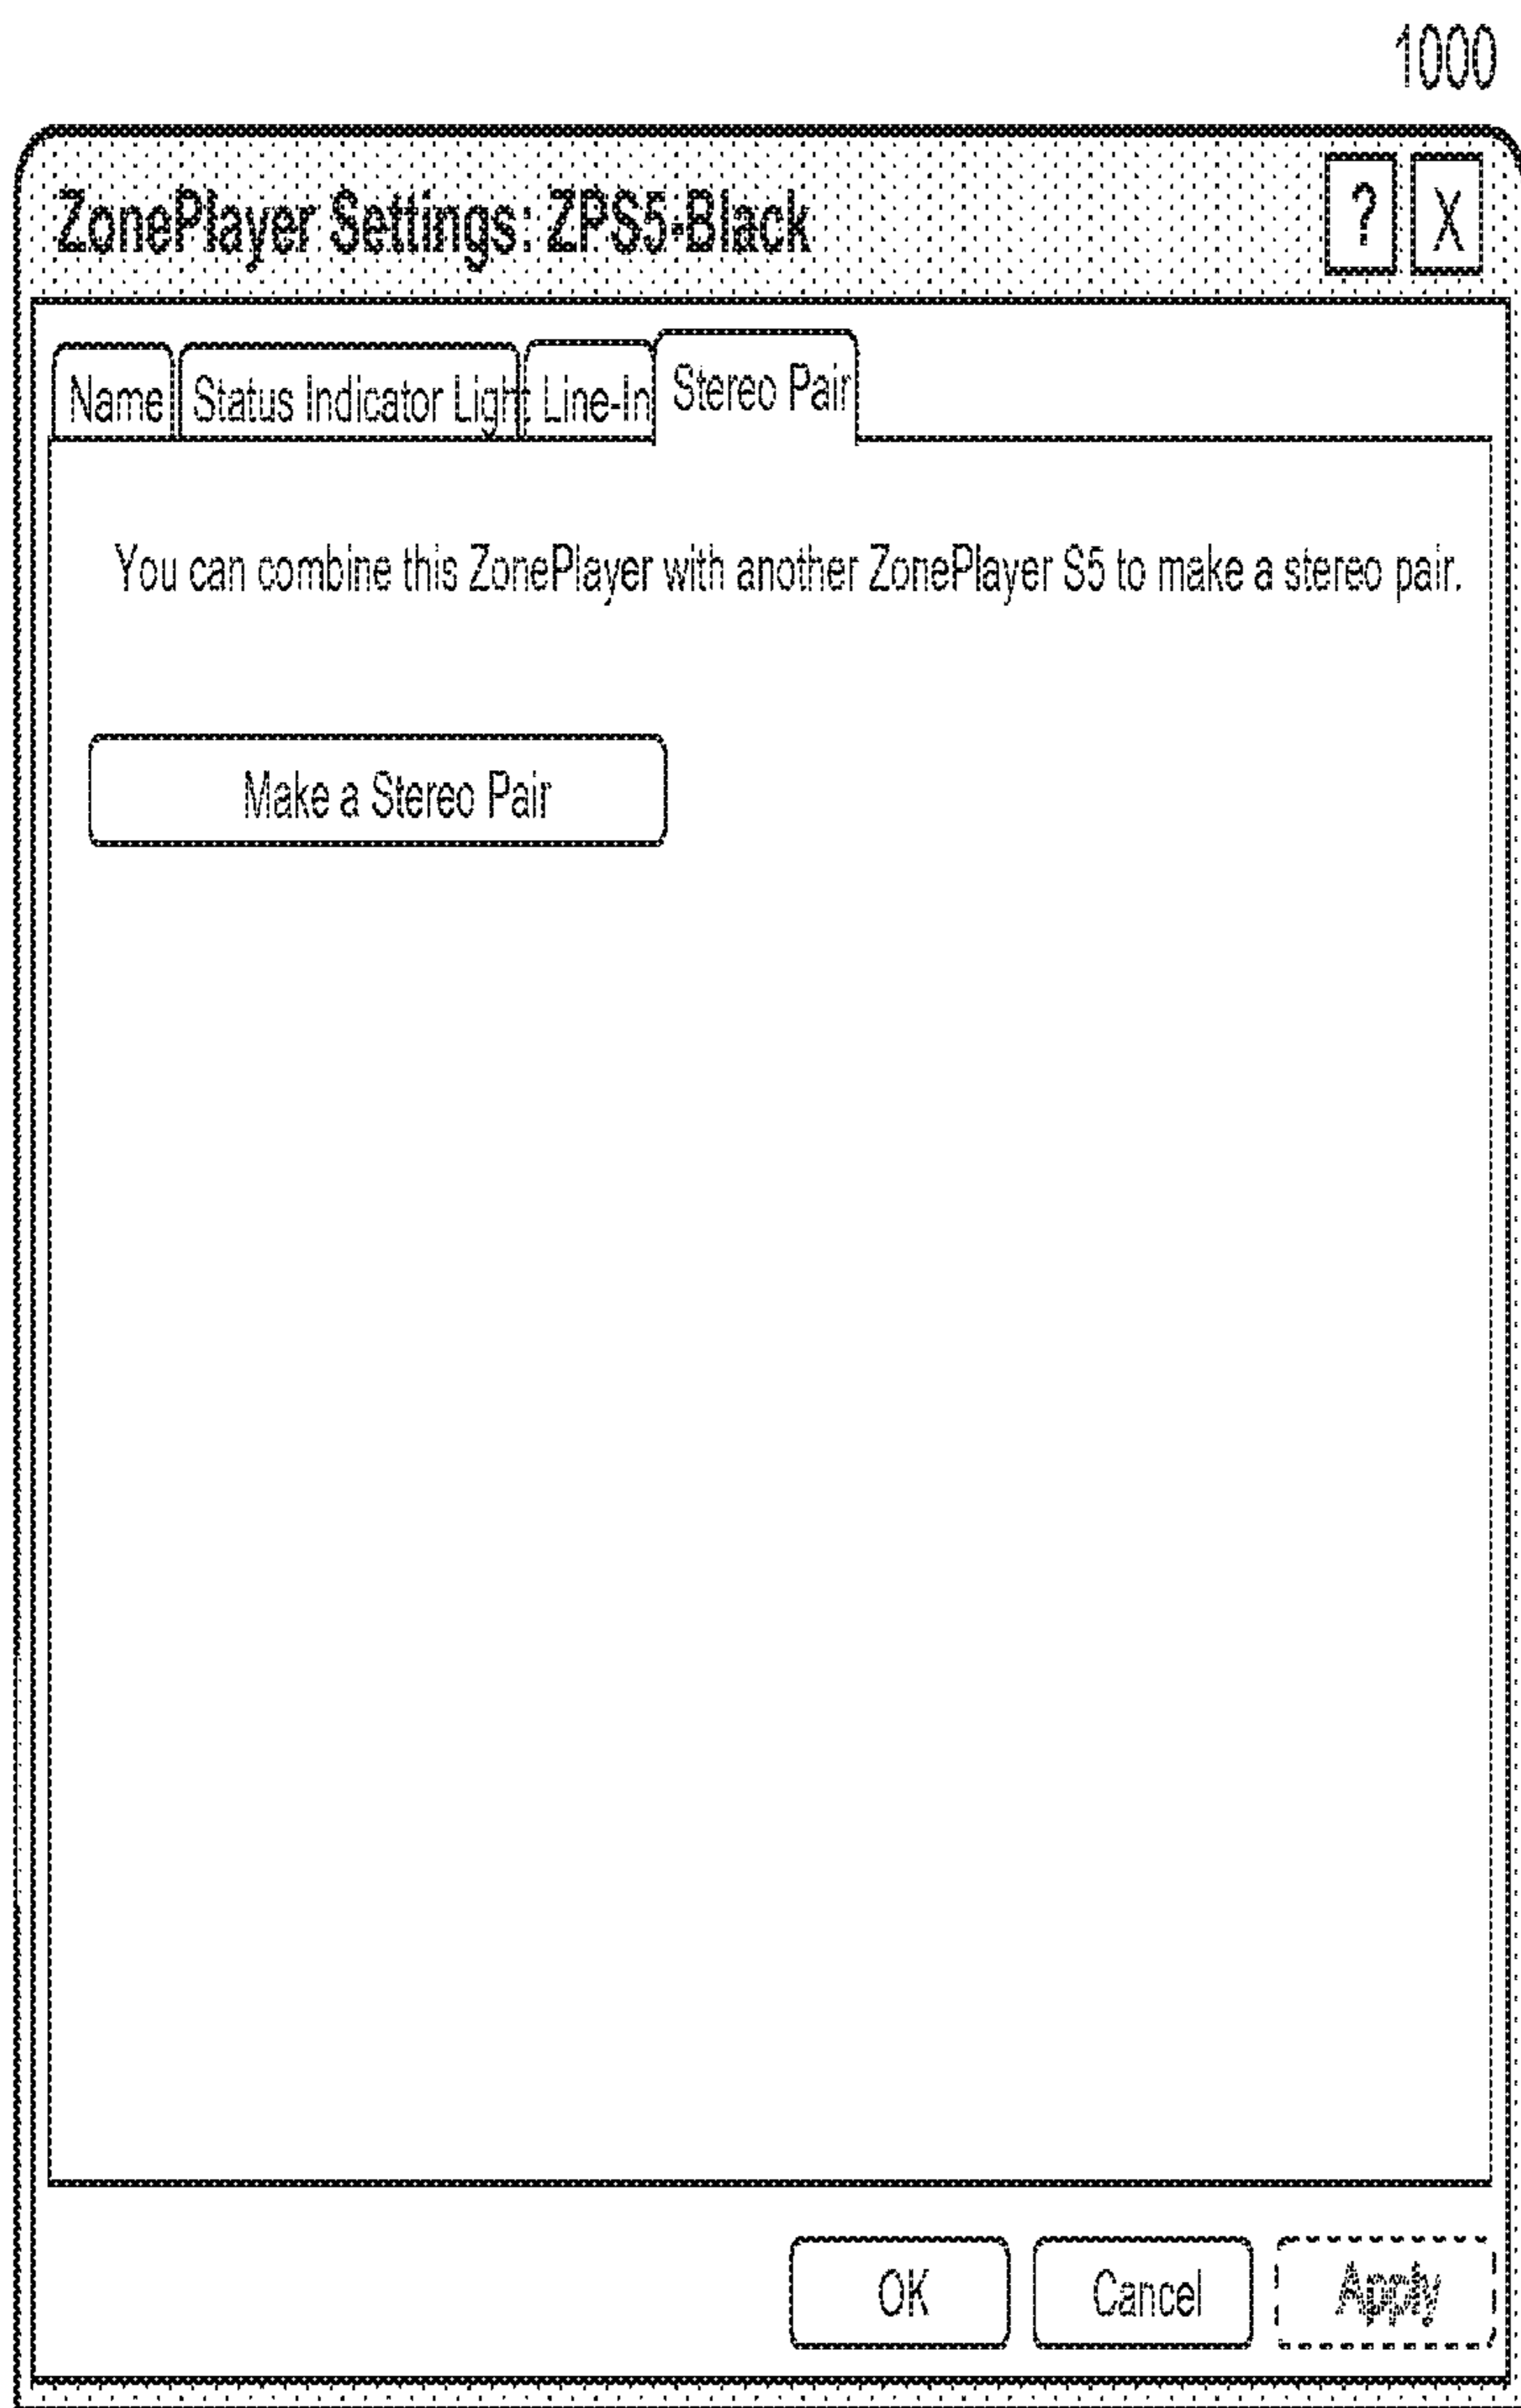 1000
ZonePlayer Settings: ZPS5-Black
? X
Name Status Indicator Light Line-In Stereo Pair
You can combine this ZonePlayer with another ZonePlayer S5 to make a stereo pair.
Make a Stereo Pair
OK Cancel Apply